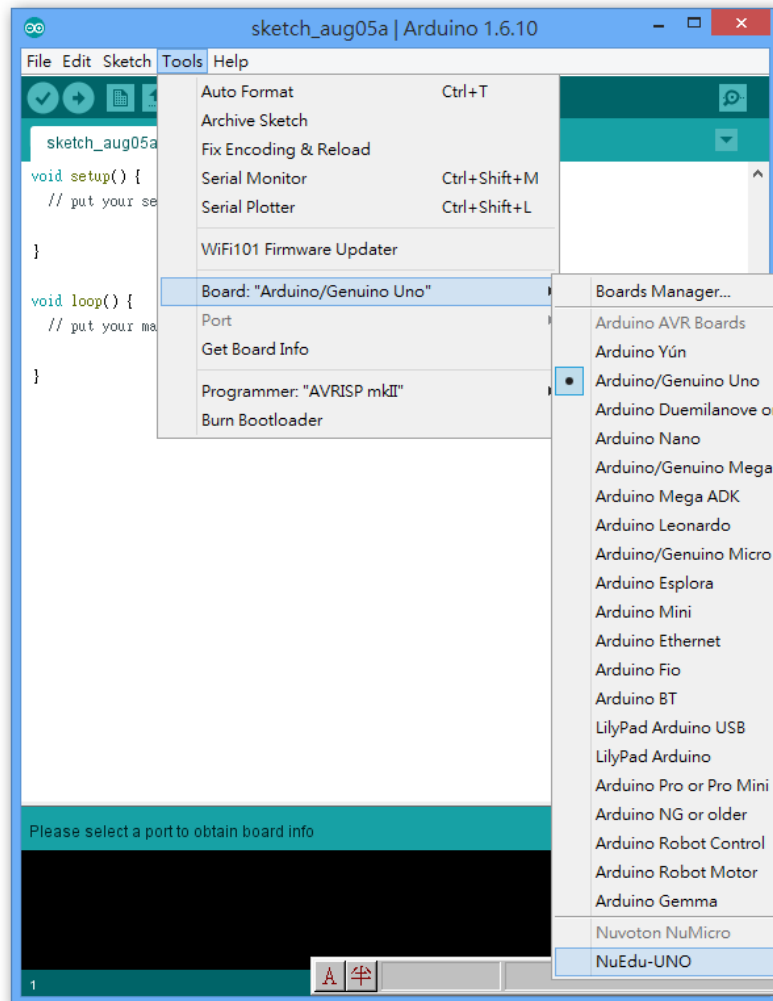 sketch_aug05a | Arduino 1.6.10
File Edit Sketch Tools Help
Auto Format Ctrl+T
Archive Sketch
Fix Encoding & Reload
Serial Monitor Ctrl+Shift+M
Serial Plotter Ctrl+Shift+L
WiFi101 Firmware Updater
Board: "Arduino/Genuino Uno"
Port
Get Board Info
Programmer: "AVRISP mkII"
Burn Bootloader
sketch_aug05a
void setup() {
// put your se
}
void loop() {
// put your ma
}
Boards Manager...
Arduino AVR Boards
Arduino Yún
Arduino/Genuino Uno
Arduino Duemilanove or
Arduino Nano
Arduino/Genuino Mega
Arduino Mega ADK
Arduino Leonardo
Arduino/Genuino Micro
Arduino Esplora
Arduino Mini
Arduino Ethernet
Arduino Fio
Arduino BT
LilyPad Arduino USB
LilyPad Arduino
Arduino Pro or Pro Mini
Arduino NG or older
Arduino Robot Control
Arduino Robot Motor
Arduino Gemma
Nuvoton NuMicro
NuEdu-UNO
Please select a port to obtain board info
1
A 半